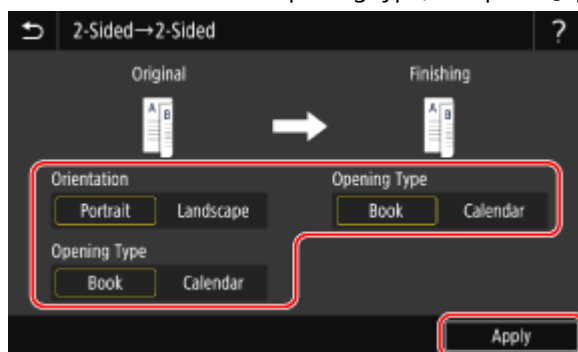 2-Sided→2-Sided
?
Original
Finishing
A
B
A
B
Orientation
Opening Type
Portrait
Landscape
Book
Calendar
Opening Type
Book
Calendar
Apply